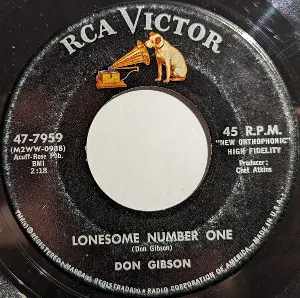 RCA VICTOR
47-7959
(M2WW-0988)
Acuff-Rose Pub.
BMI
2:18
45 R.P.M.
"NEW ORTHOPHONIC"
HIGH FIDELITY
Producer:
Chet Atkins
LONESOME NUMBER ONE
(Don Gibson)
DON GIBSON